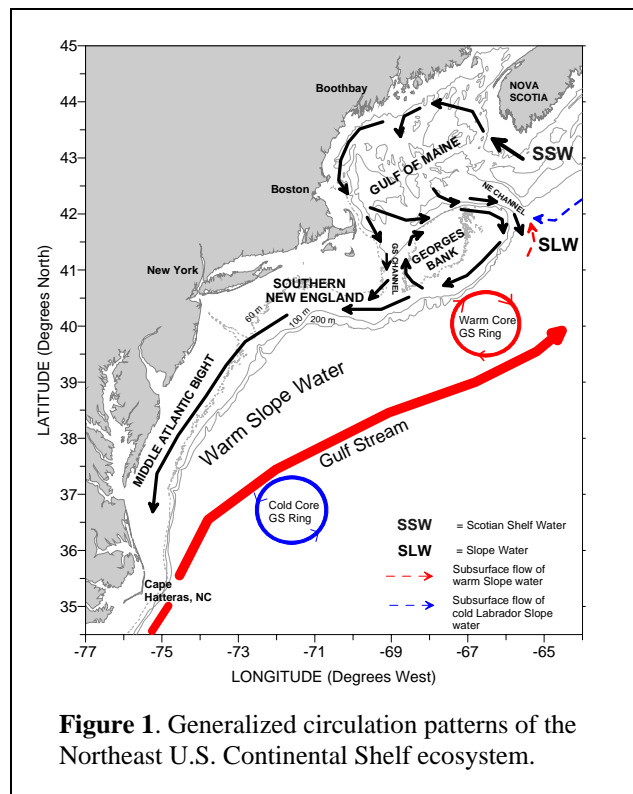 45
44
43
42
41
40
39
38
37
36
35
LATITUDE (Degrees North)
Boothbay
NOVA
SCOTIA
SSW
GULF OF MAINE
Boston
NE CHANNEL
SLW
GS CHANNEL
GEORGES
BANK
New York
SOUTHERN
NEW ENGLAND
60 m
100 m
200 m
Warm Core
GS Ring
MIDDLE ATLANTIC BIGHT
Warm Slope Water
Gulf Stream
Cold Core
GS Ring
Cape
Hatteras, NC
SSW = Scotian Shelf Water
SLW = Slope Water
Subsurface flow of
warm Slope water
Subsurface flow of
cold Labrador Slope
water
-77 -75 -73 -71 -69 -67 -65
LONGITUDE (Degrees West)
Figure 1. Generalized circulation patterns of the
Northeast U.S. Continental Shelf ecosystem.